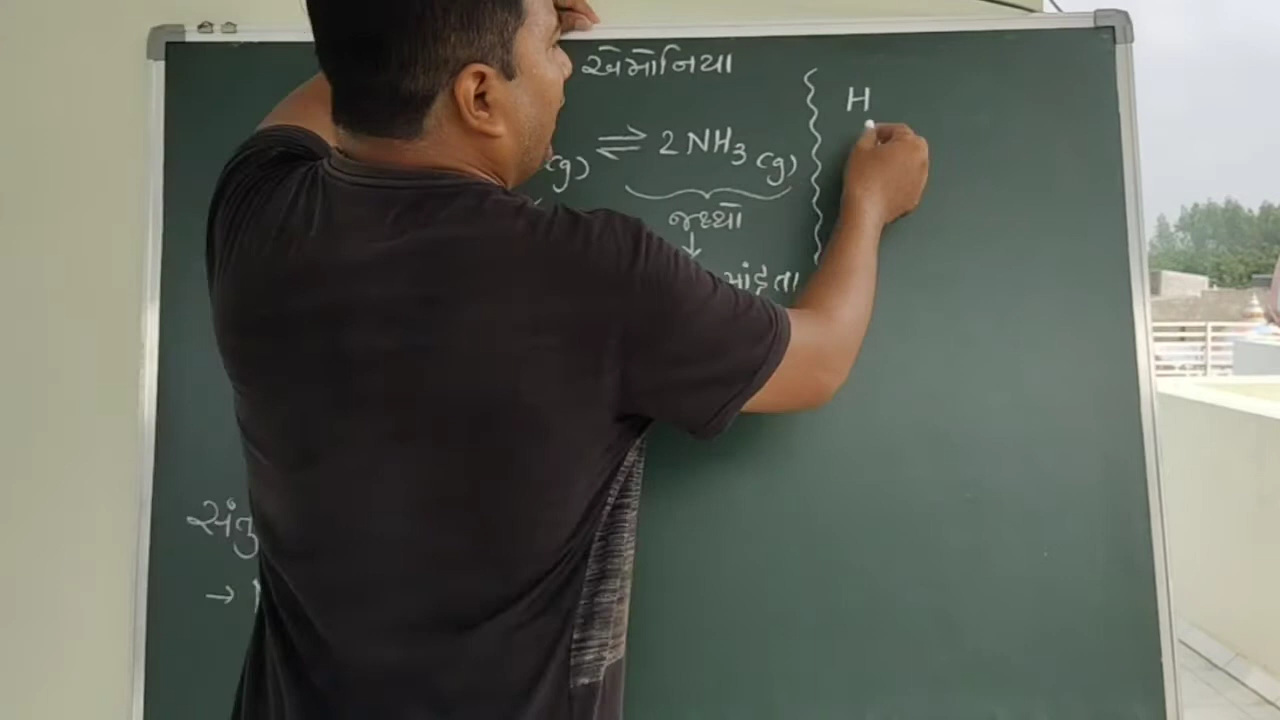 એમોનિયા
H
(g) ⇌ 2 NH₃ (g)
જથ્થો
↓
સંતુ
→